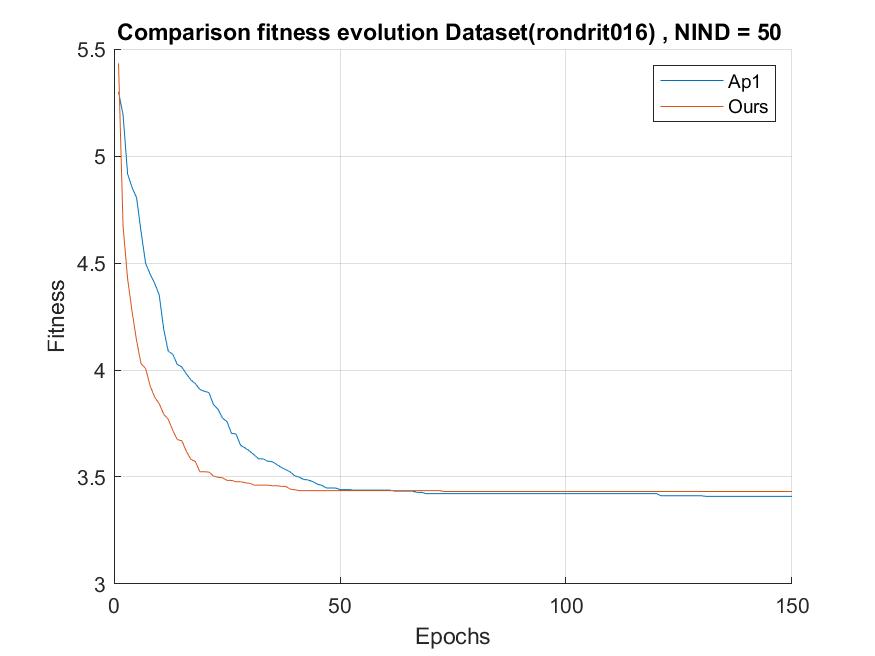 Comparison fitness evolution Dataset(rondrit016) , NIND = 50
5.5
5
4.5
4
3.5
3
Fitness
Ap1
Ours
0 50 100 150
Epochs